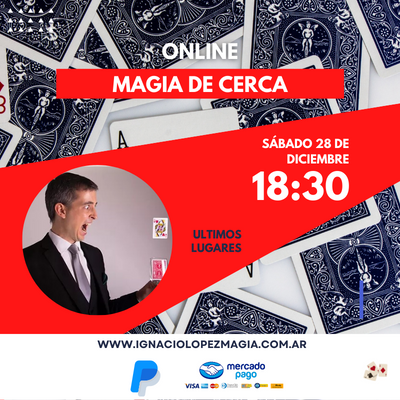 ONLINE
MAGIA DE CERCA
SÁBADO 28 DE
DICIEMBRE
18:30
ULTIMOS
LUGARES
WWW.IGNACIOLOPEZMAGIA.COM.AR
mercado
pago
VISA
A